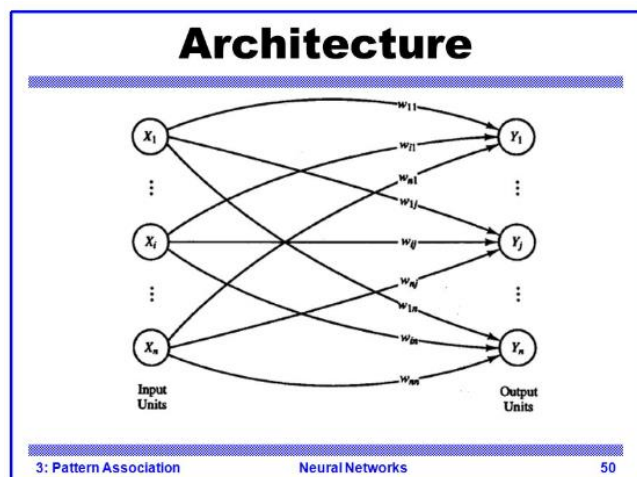 Architecture
w11
X1
Y1
wi1
wn1
⋮
w1j
⋮
Xi
wij
Yj
wnj
⋮
w1n
⋮
Xn
win
Yn
wnn
Input
Units
Output
Units
3: Pattern Association
Neural Networks
50